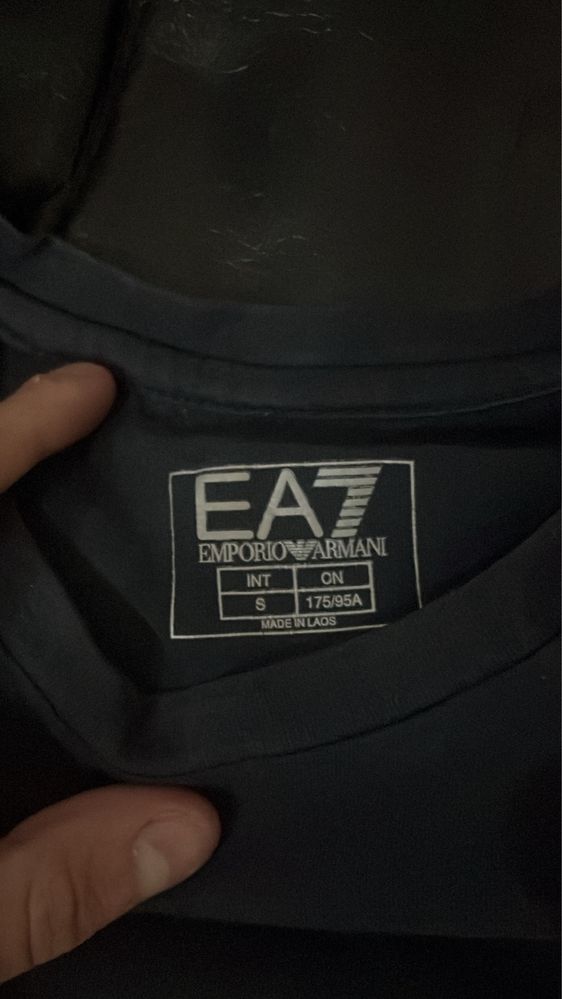 EA7
EMPORIO ARMANI
INT ON
S 175/95A
MADE IN LAOS